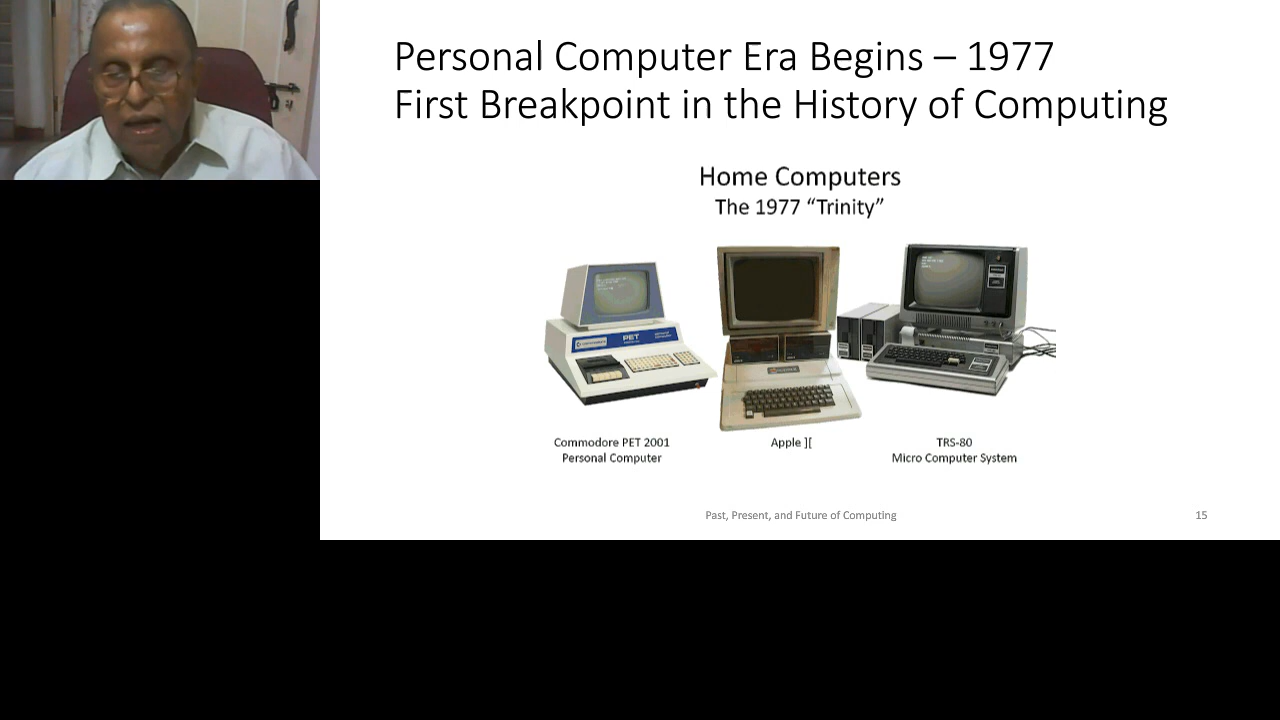 Personal Computer Era Begins – 1977
First Breakpoint in the History of Computing
Home Computers
The 1977 “Trinity”
PET
Commodore PET 2001
Personal Computer
Apple ][
TRS-80
Micro Computer System
Past, Present, and Future of Computing
15